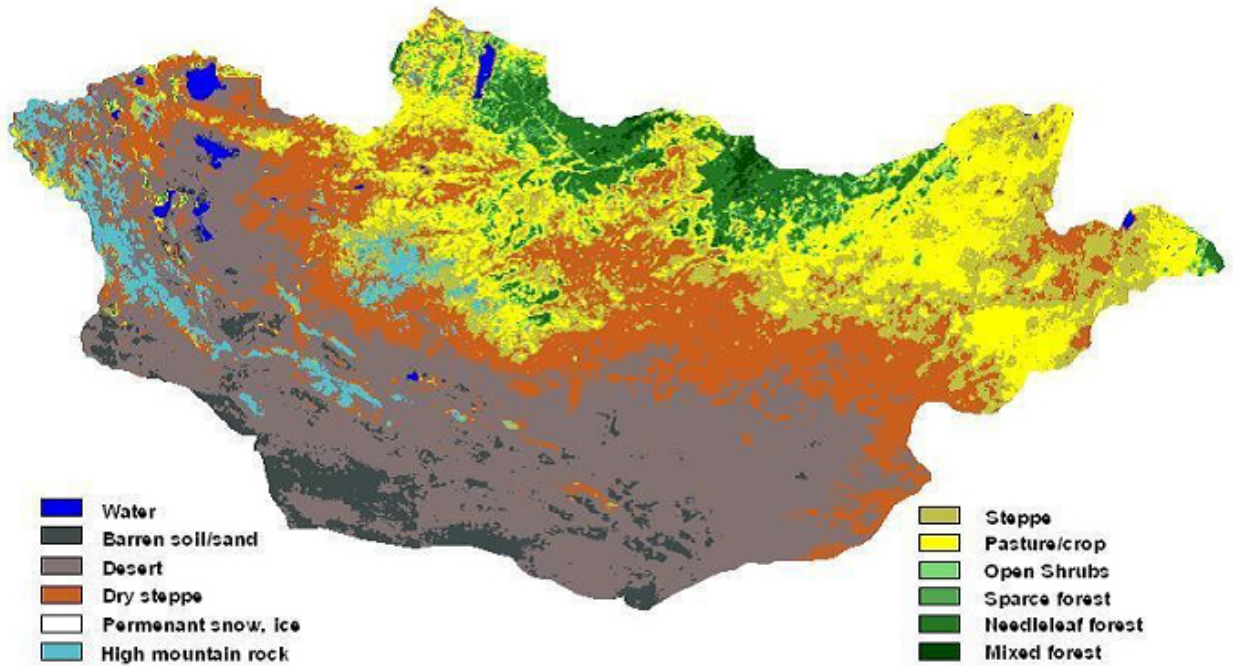 Water
Barren soil/sand
Desert
Dry steppe
Permenant snow, ice
High mountain rock
Steppe
Pasture/crop
Open Shrubs
Sparce forest
Needleleaf forest
Mixed forest